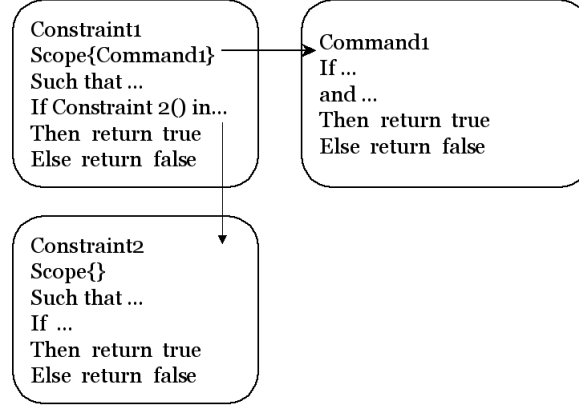 Constraint1
Scope{Command1}
Such that ...
If Constraint 2() in...
Then return true
Else return false
Command1
If ...
and ...
Then return true
Else return false
Constraint2
Scope{}
Such that ...
If ...
Then return true
Else return false